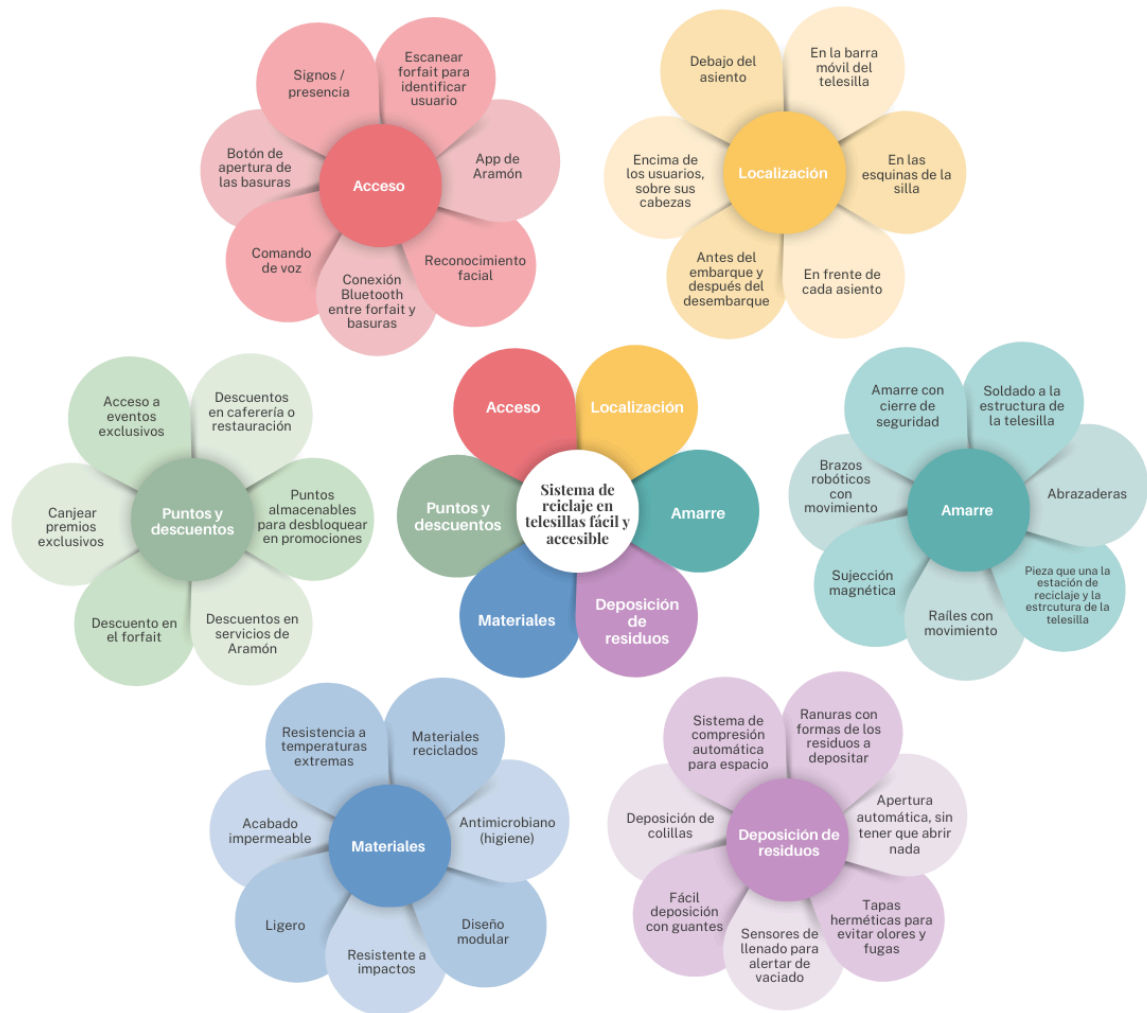 Signos /
presencia
Escanear
forfait para
identificar
usuario
App de
Aramón
Reconocimiento
facial
Conexión
Bluetooth
entre forfait y
basuras
Comando
de voz
Botón de
apertura de
las basuras
Acceso
Debajo del
asiento
En la barra
móvil del
telesilla
En las
esquinas de la
silla
En frente de
cada asiento
Antes del
embarque y
después del
desembarque
Encima de
los usuarios,
sobre sus
cabezas
Localización
Acceso a
eventos
exclusivos
Descuentos
en caferería o
restauración
Puntos
almacenables
para desbloquear
en promociones
Descuentos en
servicios de
Aramón
Descuento en
el forfait
Canjear
premios
exclusivos
Puntos y
descuentos
Acceso
Localización
Amarre
Deposición
de
residuos
Materiales
Puntos y
descuentos
Sistema de
reciclaje en
telesillas fácil y
accesible
Amarre con
cierre de
seguridad
Soldado a la
estructura de
la telesilla
Abrazaderas
Pieza que una la
estación de
reciclaje y la
estrcutura de la
telesilla
Raíles con
movimiento
Sujección
magnética
Brazos
robóticos
con
movimiento
Amarre
Resistencia a
temperaturas
extremas
Materiales
reciclados
Antimicrobiano
(higiene)
Diseño
modular
Resistente a
impactos
Ligero
Acabado
impermeable
Materiales
Sistema de
compresión
automática
para espacio
Ranuras con
formas de los
residuos a
depositar
Apertura
automática, sin
tener que abrir
nada
Tapas
herméticas para
evitar olores y
fugas
Sensores de
llenado para
alertar de
vaciado
Fácil
deposición
con guantes
Deposición de
colillas
Deposición de
residuos